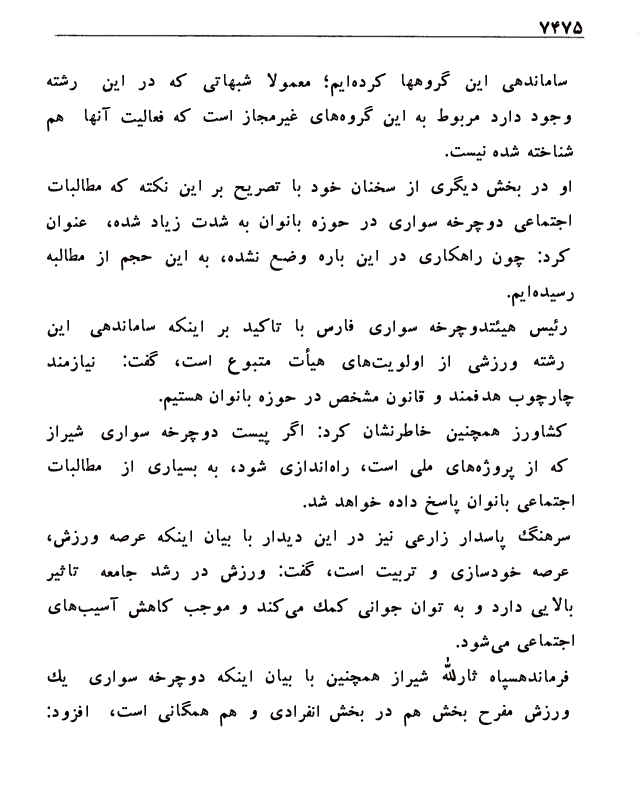 ۷۴۷۵
ساماندهی این گروهها کرده‌ایم؛ معمولا شبهاتی که در این رشته
وجود دارد مربوط به این گروه‌های غیرمجاز است که فعالیت آنها هم
شناخته شده نیست.
او در بخش دیگری از سخنان خود با تصریح بر این نکته که مطالبات
اجتماعی دوچرخه سواری در حوزه بانوان به شدت زیاد شده، عنوان
کرد: چون راهکاری در این باره وضع نشده، به این حجم از مطالبه
رسیده‌ایم.
رئیس هیئتدوچرخه سواری فارس با تاکید بر اینکه ساماندهی این
رشته ورزشی از اولویت‌های هیأت متبوع است، گفت: نیازمند
چارچوب هدفمند و قانون مشخص در حوزه بانوان هستیم.
کشاورز همچنین خاطرنشان کرد: اگر پیست دوچرخه سواری شیراز
که از پروژه‌های ملی است، راه‌اندازی شود، به بسیاری از مطالبات
اجتماعی بانوان پاسخ داده خواهد شد.
سرهنگ پاسدار زارعی نیز در این دیدار با بیان اینکه عرصه ورزش،
عرصه خودسازی و تربیت است، گفت: ورزش در رشد جامعه تاثیر
بالایی دارد و به توان جوانی کمک می‌کند و موجب کاهش آسیب‌های
اجتماعی می‌شود.
فرماندهسپاه ثارالله شیراز همچنین با بیان اینکه دوچرخه سواری یك
ورزش مفرح بخش هم در بخش انفرادی و هم همگانی است، افزود: